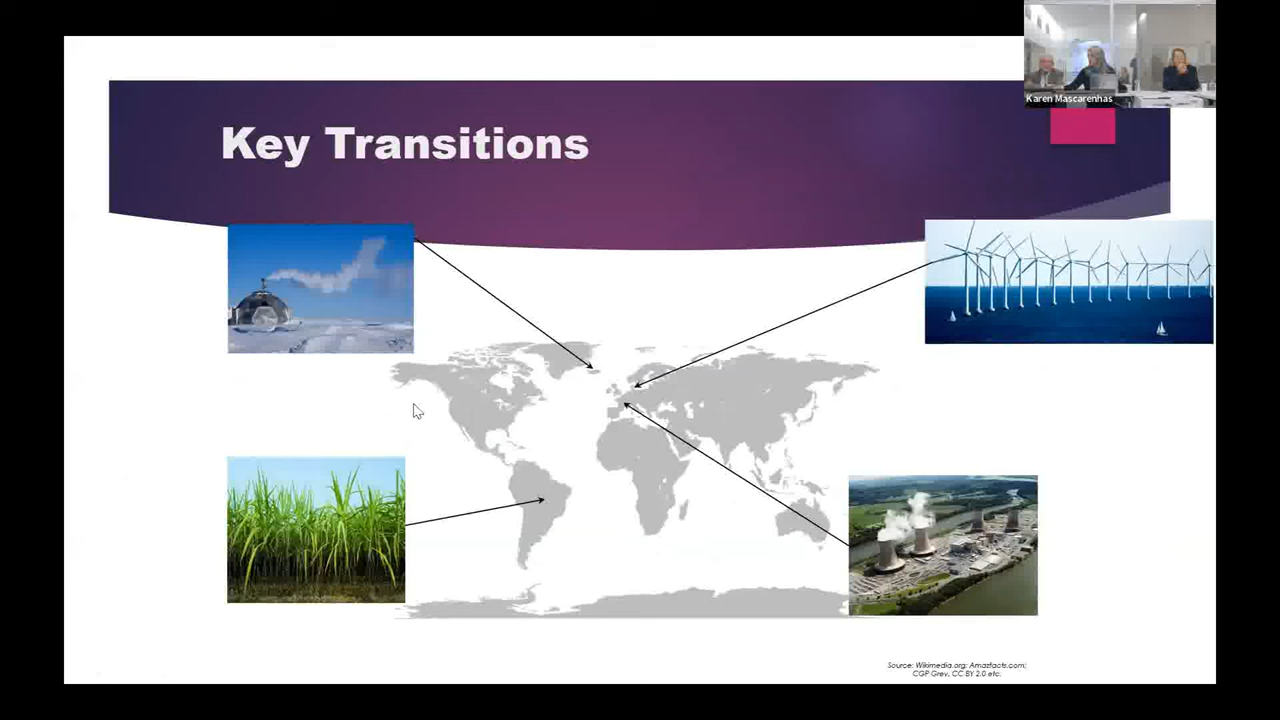 Karen Mascarenhas
Key Transitions
Source: Wikimedia.org; Amazfacts.com;
CGP Grey, CC BY 2.0 etc.